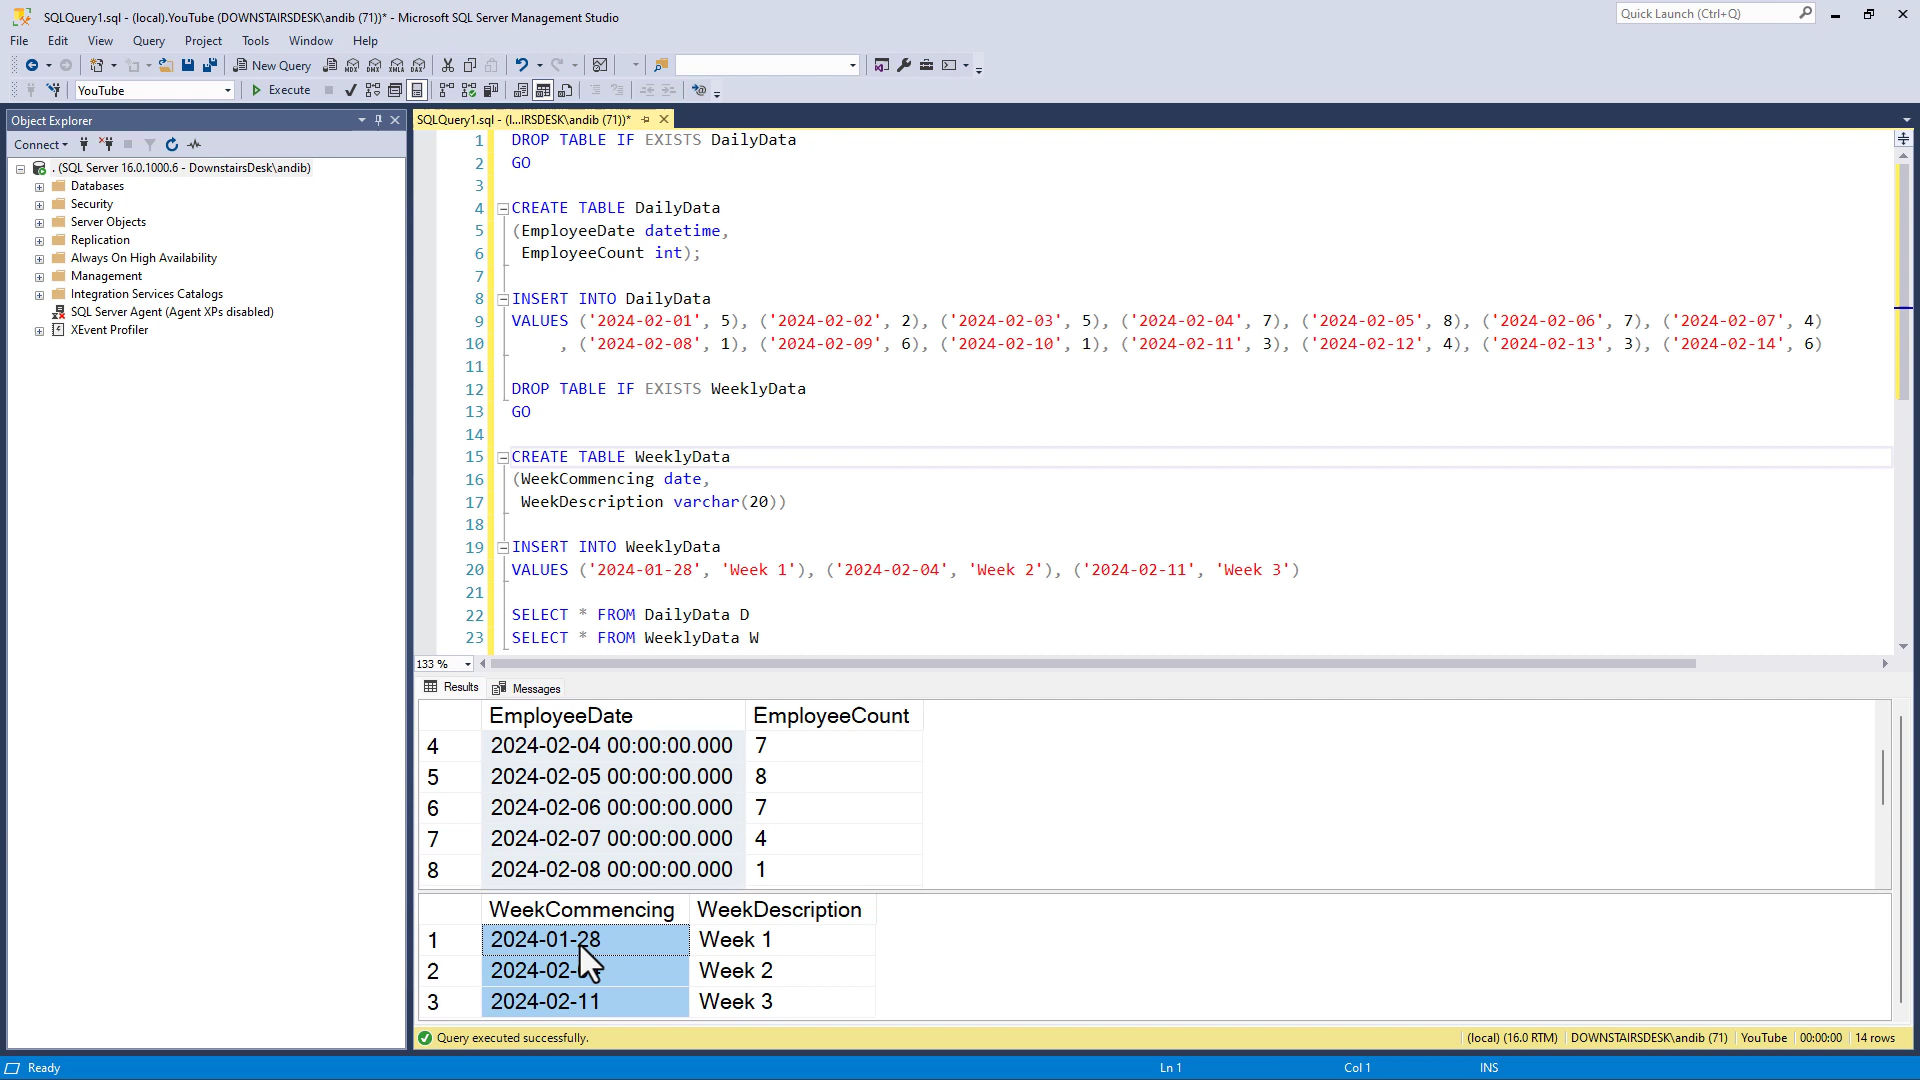 SQLQuery1.sql - (local).YouTube (DOWNSTAIRSDESK\andib (71))* - Microsoft SQL Server Management Studio
Quick Launch (Ctrl+Q)
File Edit View Query Project Tools Window Help
New Query MDX DMX XMLA DAX
YouTube Execute
Object Explorer
SQLQuery1.sql - (l...IRSDESK\andib (71))*
Connect
. (SQL Server 16.0.1000.6 - DownstairsDesk\andib)
Databases
Security
Server Objects
Replication
Always On High Availability
Management
Integration Services Catalogs
SQL Server Agent (Agent XPs disabled)
XEvent Profiler
1 DROP TABLE IF EXISTS DailyData
2 GO
3
4 CREATE TABLE DailyData
5 (EmployeeDate datetime,
6 EmployeeCount int);
7
8 INSERT INTO DailyData
9 VALUES ('2024-02-01', 5), ('2024-02-02', 2), ('2024-02-03', 5), ('2024-02-04', 7), ('2024-02-05', 8), ('2024-02-06', 7), ('2024-02-07', 4)
10 , ('2024-02-08', 1), ('2024-02-09', 6), ('2024-02-10', 1), ('2024-02-11', 3), ('2024-02-12', 4), ('2024-02-13', 3), ('2024-02-14', 6)
11
12 DROP TABLE IF EXISTS WeeklyData
13 GO
14
15 CREATE TABLE WeeklyData
16 (WeekCommencing date,
17 WeekDescription varchar(20))
18
19 INSERT INTO WeeklyData
20 VALUES ('2024-01-28', 'Week 1'), ('2024-02-04', 'Week 2'), ('2024-02-11', 'Week 3')
21
22 SELECT * FROM DailyData D
23 SELECT * FROM WeeklyData W
133 %
Results Messages
EmployeeDate EmployeeCount
4 2024-02-04 00:00:00.000 7
5 2024-02-05 00:00:00.000 8
6 2024-02-06 00:00:00.000 7
7 2024-02-07 00:00:00.000 4
8 2024-02-08 00:00:00.000 1
WeekCommencing WeekDescription
1 2024-01-28 Week 1
2 2024-02- Week 2
3 2024-02-11 Week 3
Query executed successfully. (local) (16.0 RTM) DOWNSTAIRSDESK\andib (71) YouTube 00:00:00 14 rows
Ready Ln 1 Col 1 INS